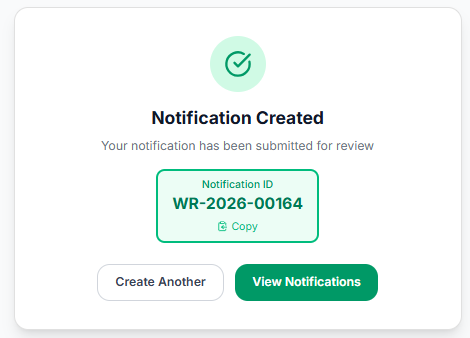 Notification Created
Your notification has been submitted for review
Notification ID
WR-2026-00164
Copy
Create Another
View Notifications